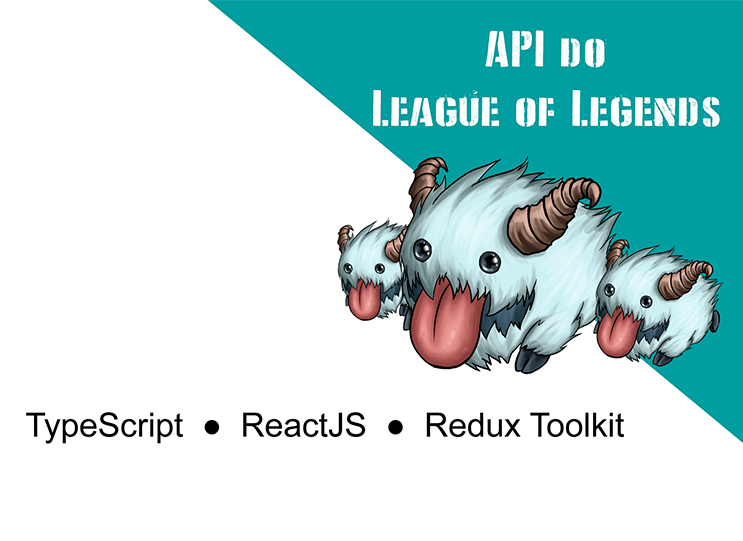 API do
League of Legends
TypeScript ● ReactJS ● Redux Toolkit